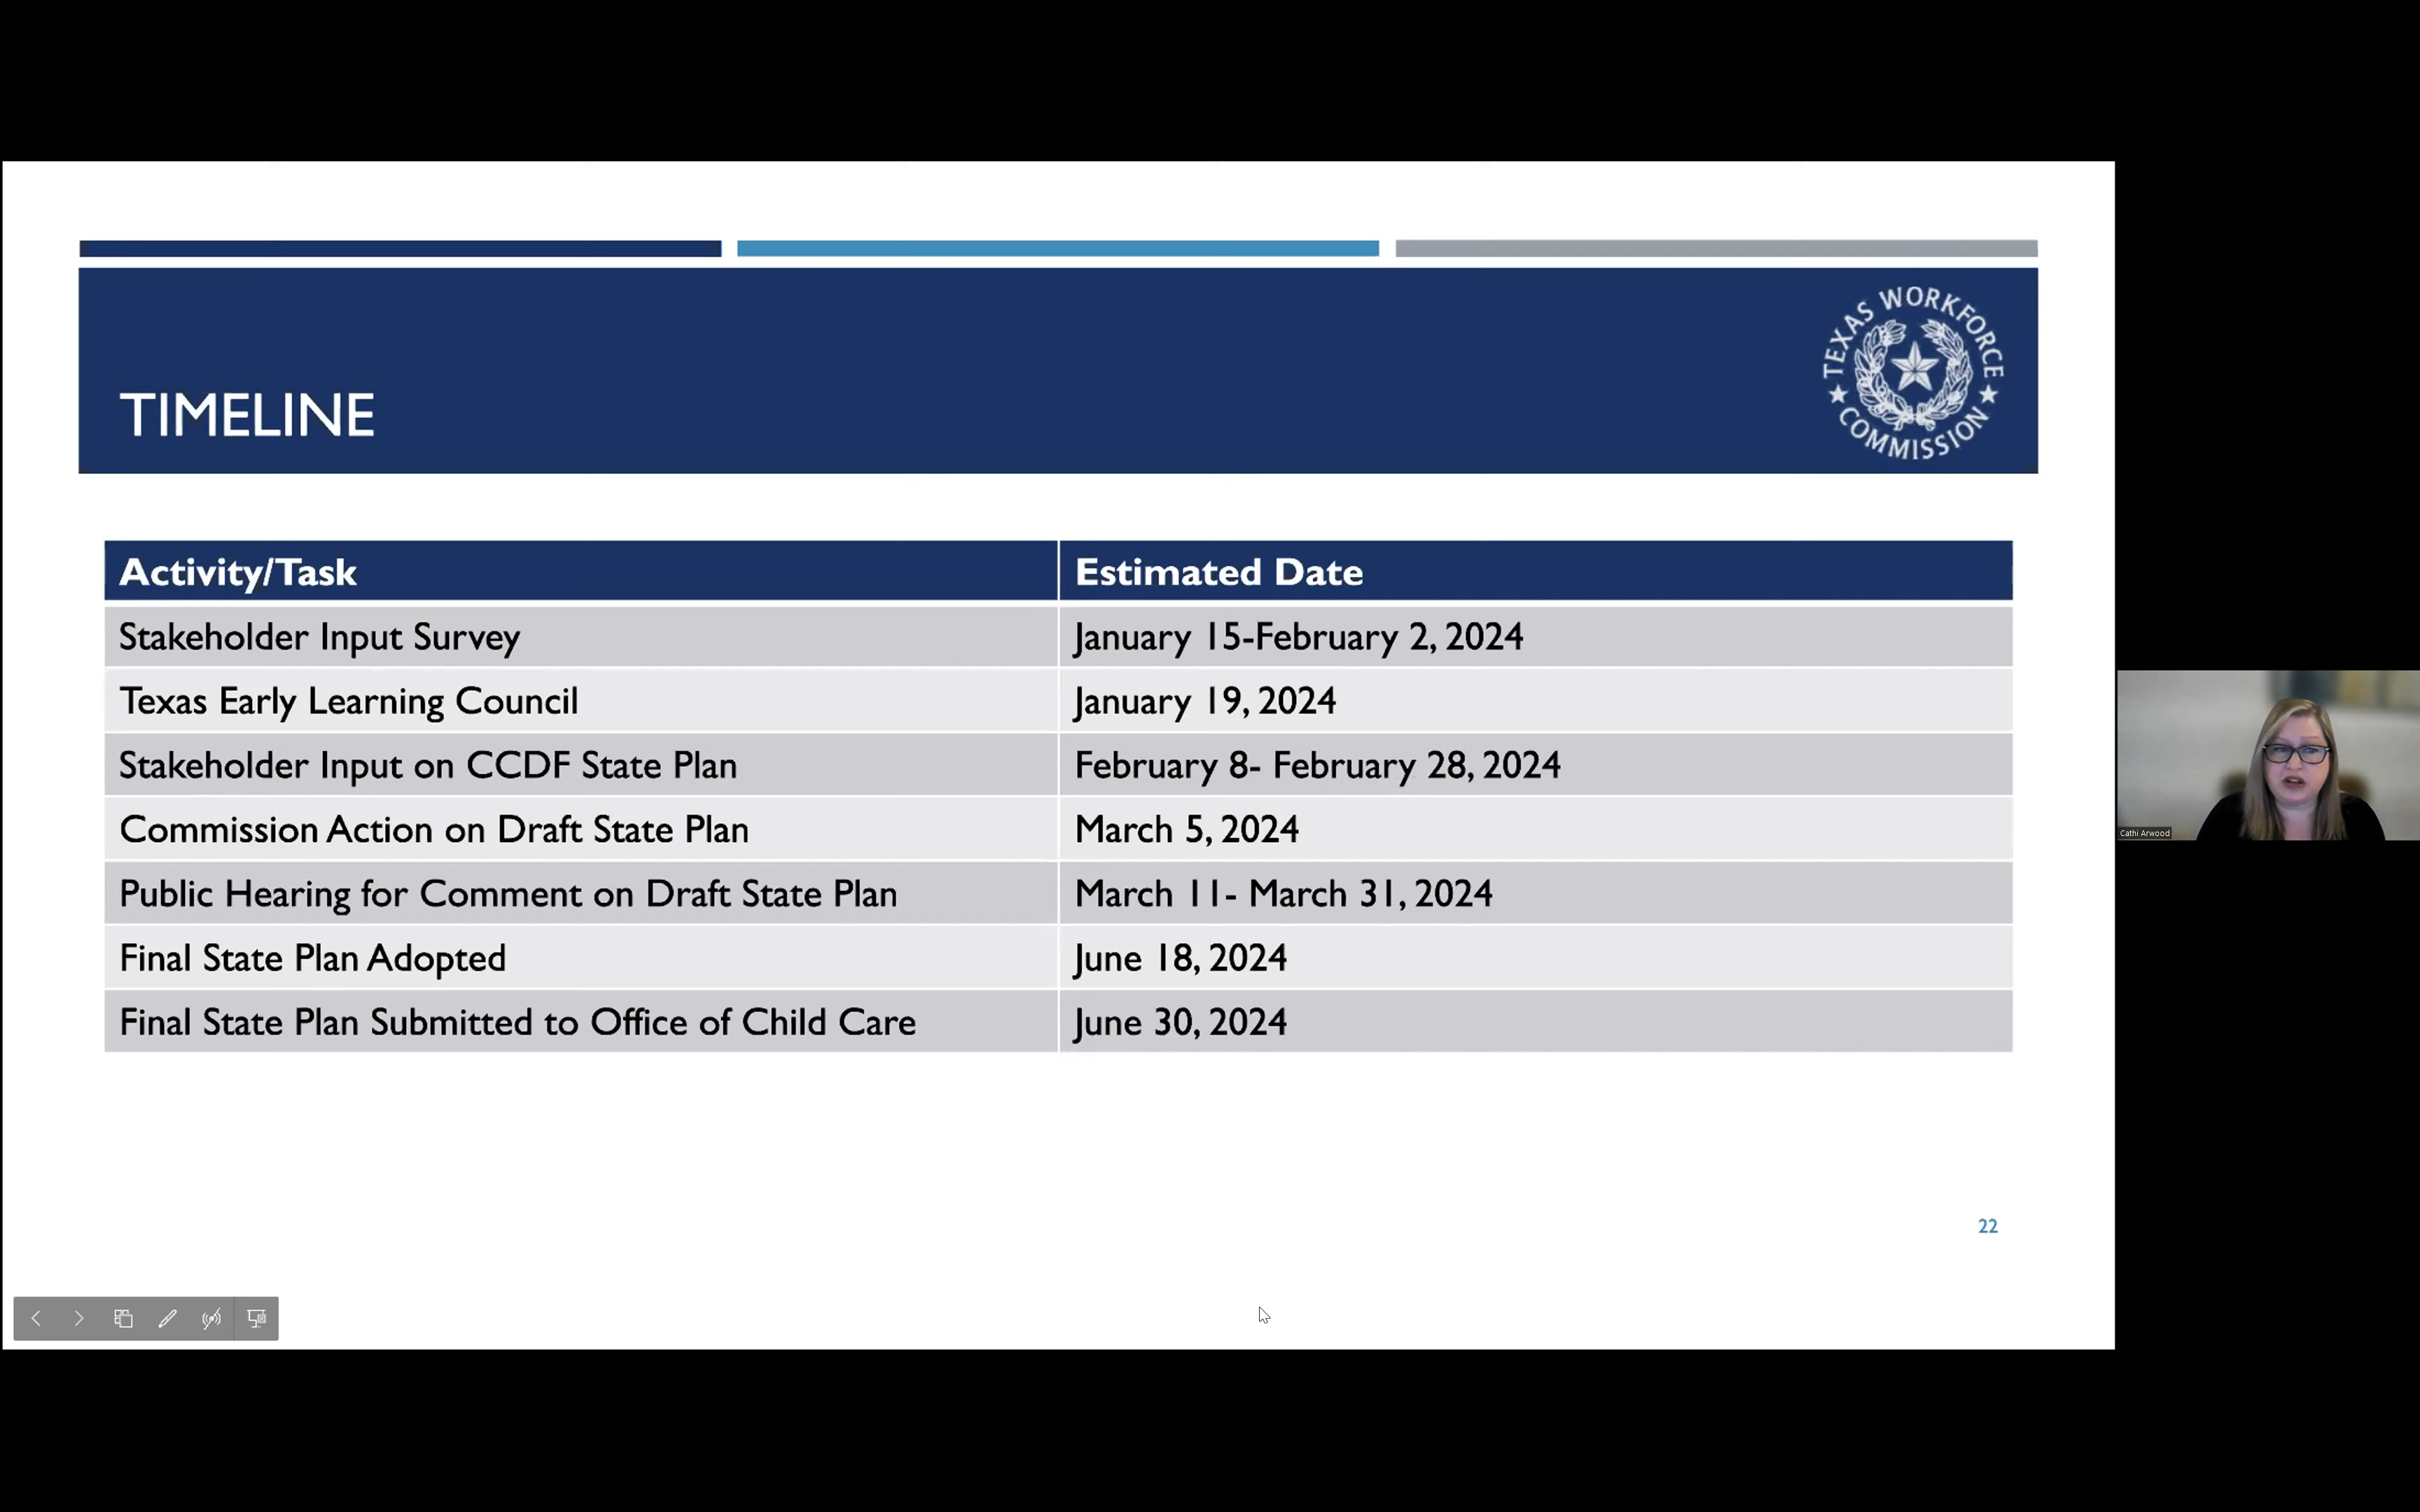 TEXAS WORKFORCE COMMISSION
TIMELINE
Activity/Task Estimated Date
Stakeholder Input Survey January 15-February 2, 2024
Texas Early Learning Council January 19, 2024
Stakeholder Input on CCDF State Plan February 8- February 28, 2024
Commission Action on Draft State Plan March 5, 2024
Public Hearing for Comment on Draft State Plan March 11- March 31, 2024
Final State Plan Adopted June 18, 2024
Final State Plan Submitted to Office of Child Care June 30, 2024
22
Cathi Arwood